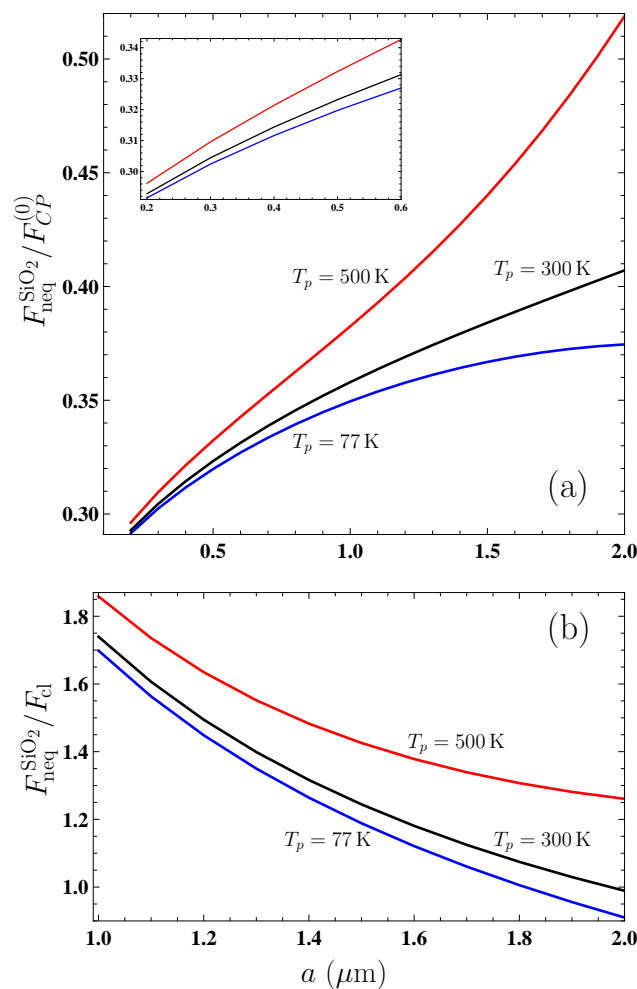 F_neq^SiO₂/F_CP^(0)
0.50
0.45
0.40
0.35
0.30
0.34
0.33
0.32
0.31
0.30
0.2 0.3 0.4 0.5 0.6
T_p = 500 K
T_p = 300 K
T_p = 77 K
(a)
0.5 1.0 1.5 2.0
F_neq^SiO₂/F_cl
1.8
1.6
1.4
1.2
1.0
(b)
T_p = 500 K
T_p = 77 K
T_p = 300 K
1.0 1.2 1.4 1.6 1.8 2.0
a (μm)